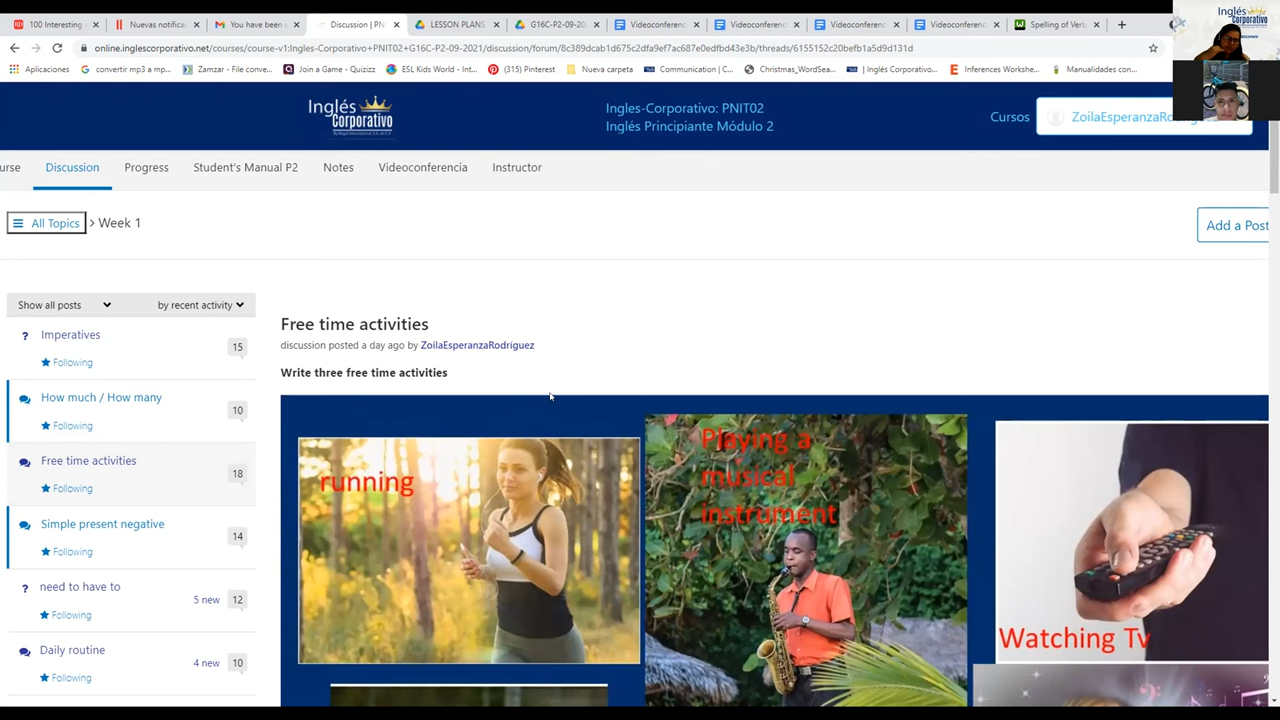 100 Interesting
Nuevas notifica
You have been
Discussion | PNI
LESSON PLANS
G16C-P2-09-20
Videoconferenc
Videoconferenc
Videoconferenc
Videoconferenc
Spelling of Verb
online.inglescorporativo.net/courses/course-v1:Ingles-Corporativo+PNIT02+G16C-P2-09-2021/discussion/forum/8c389dcab1d675c2dfa9ef7ac687e0edfbd43e3b/threads/6155152c20befb1a5d9d131d
Aplicaciones
convertir mp3 a mp...
Zamzar - File conve...
Join a Game - Quizizz
ESL Kids World - Int...
(315) Pinterest
Nueva carpeta
Communication | C...
Christmas_WordSea...
| Inglés Corporativo...
Inferences Workshe...
Manualidades con...
Inglés
Corporativo
Inglés
Corporativo
Ingles-Corporativo: PNIT02
Inglés Principiante Módulo 2
Cursos
ZoilaEsperanzaRodrígu
urse
Discussion
Progress
Student's Manual P2
Notes
Videoconferencia
Instructor
All Topics > Week 1
Add a Post
Show all posts
by recent activity
? Imperatives
15
Following
How much / How many
10
Following
Free time activities
18
Following
Simple present negative
14
Following
? need to have to
5 new 12
Following
Daily routine
4 new 10
Following
Free time activities
discussion posted a day ago by ZoilaEsperanzaRodríguez
Write three free time activities
running
Playing a
musical
instrument
Watching Tv